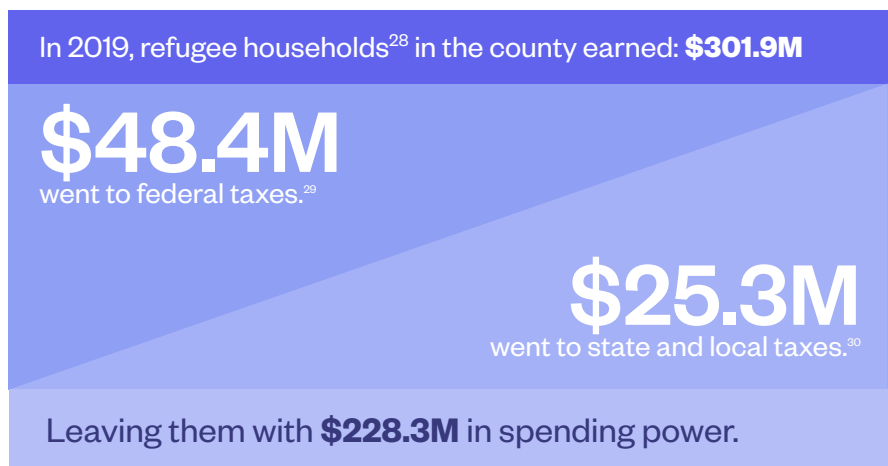 In 2019, refugee households28 in the county earned: $301.9M
$48.4M
went to federal taxes.29
$25.3M
went to state and local taxes.30
Leaving them with $228.3M in spending power.